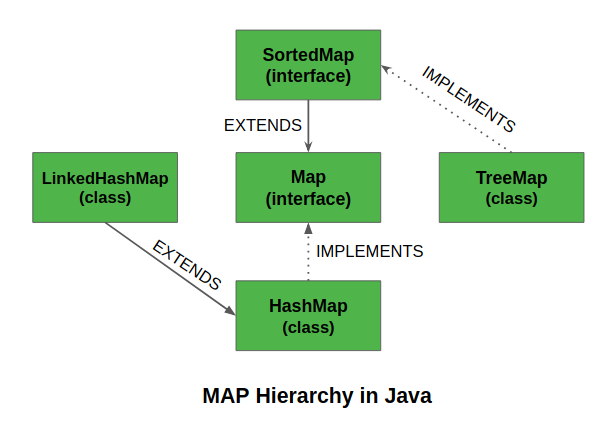 SortedMap
(interface)
IMPLEMENTS
EXTENDS
LinkedHashMap
(class)
Map
(interface)
TreeMap
(class)
EXTENDS
IMPLEMENTS
HashMap
(class)
MAP Hierarchy in Java